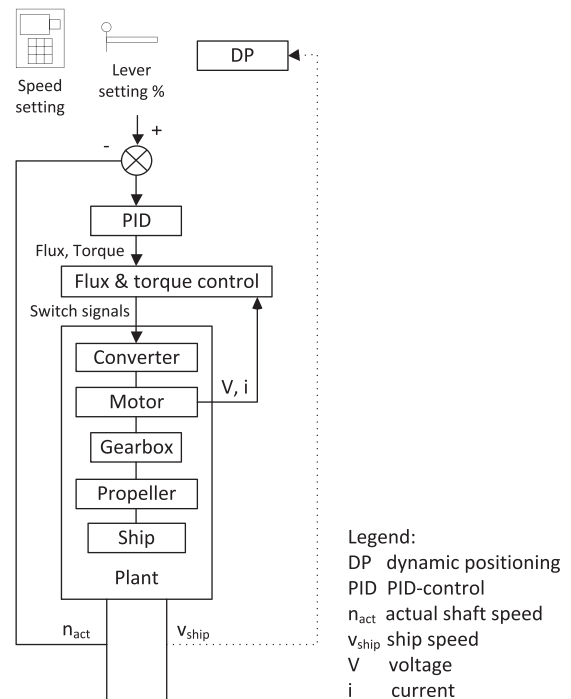 Speed
setting
Lever
setting %
DP
+
-
PID
Flux, Torque
Flux & torque control
Switch signals
Converter
Motor
V, i
Gearbox
Propeller
Ship
Plant
n_act
v_ship
Legend:
DP dynamic positioning
PID PID-control
n_act actual shaft speed
v_ship ship speed
V voltage
i current